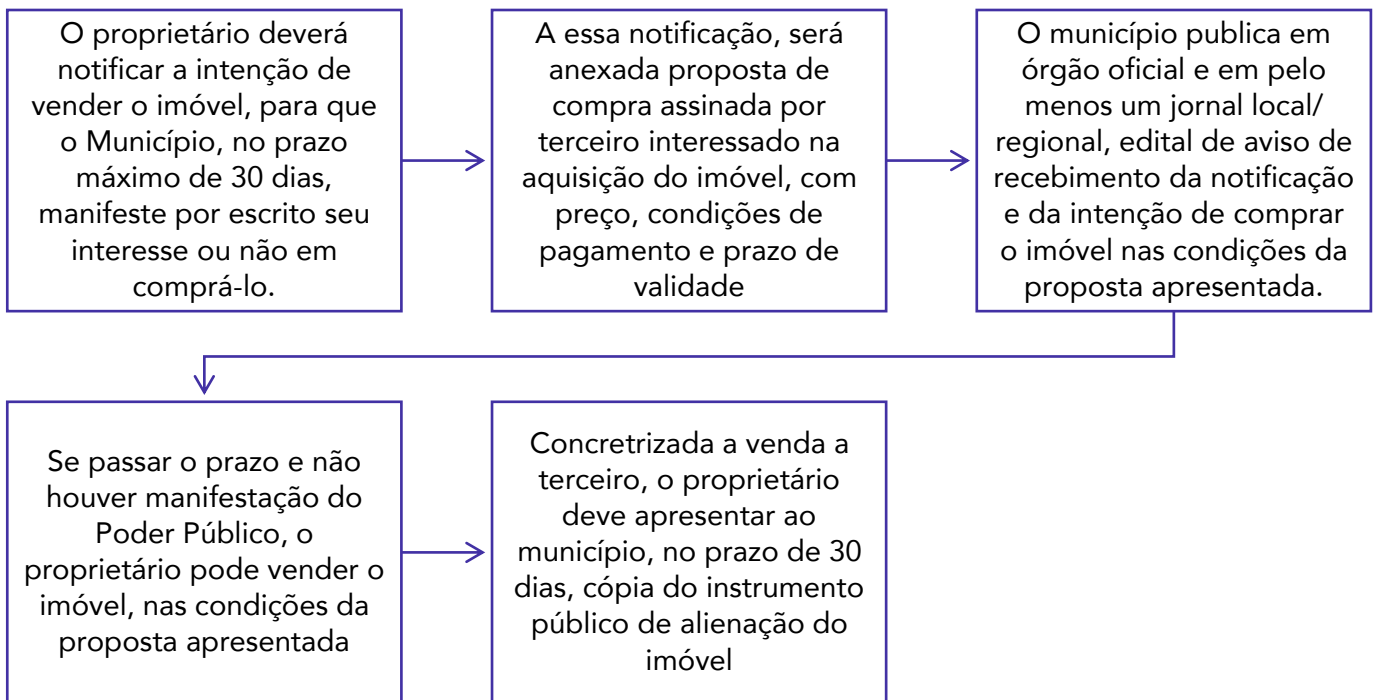 O proprietário deverá
notificar a intenção de
vender o imóvel, para que
o Município, no prazo
máximo de 30 dias,
manifeste por escrito seu
interesse ou não em
comprá-lo.
A essa notificação, será
anexada proposta de
compra assinada por
terceiro interessado na
aquisição do imóvel, com
preço, condições de
pagamento e prazo de
validade
O município publica em
órgão oficial e em pelo
menos um jornal local/
regional, edital de aviso de
recebimento da notificação
e da intenção de comprar
o imóvel nas condições da
proposta apresentada.
Se passar o prazo e não
houver manifestação do
Poder Público, o
proprietário pode vender o
imóvel, nas condições da
proposta apresentada
Concretrizada a venda a
terceiro, o proprietário
deve apresentar ao
município, no prazo de 30
dias, cópia do instrumento
público de alienação do
imóvel